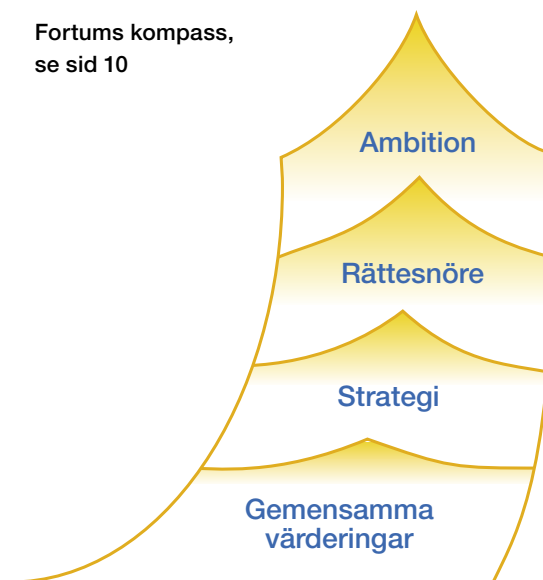 Fortums kompass,
se sid 10
Ambition
Rättesnöre
Strategi
Gemensamma
värderingar